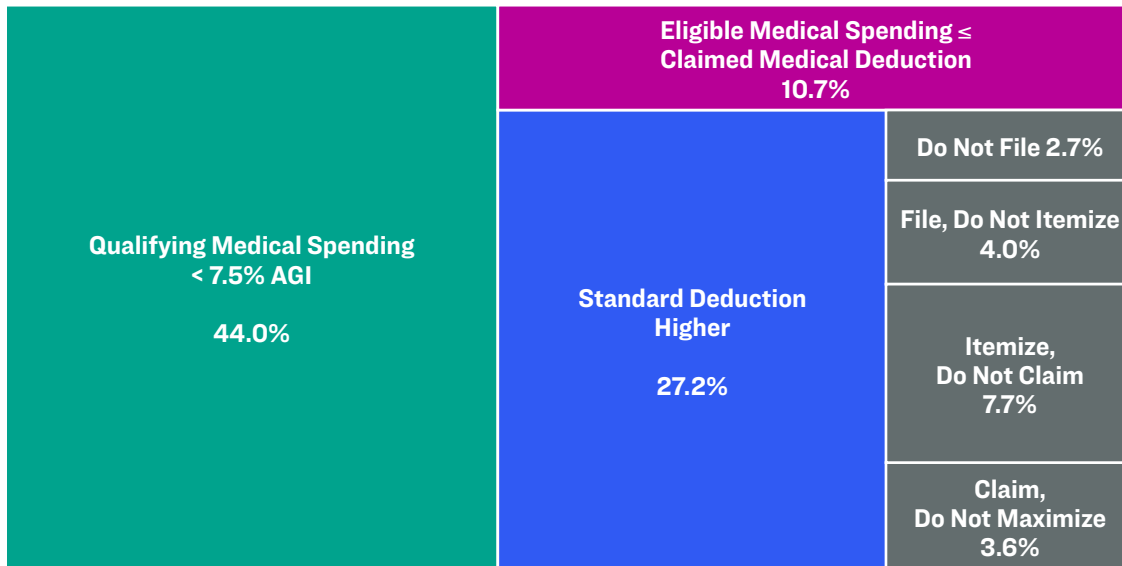 Qualifying Medical Spending
< 7.5% AGI
44.0%
Eligible Medical Spending ≤
Claimed Medical Deduction
10.7%
Standard Deduction
Higher
27.2%
Do Not File 2.7%
File, Do Not Itemize
4.0%
Itemize,
Do Not Claim
7.7%
Claim,
Do Not Maximize
3.6%